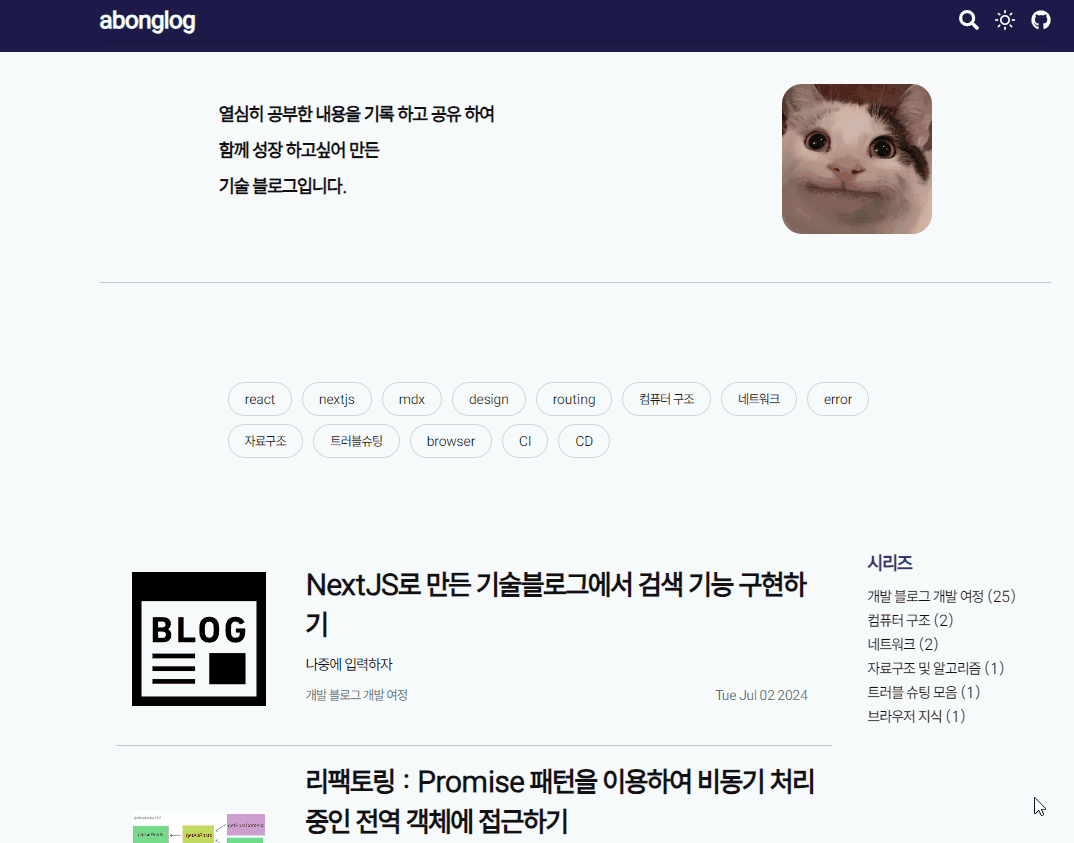 abonglog
열심히 공부한 내용을 기록 하고 공유 하여
함께 성장 하고싶어 만든
기술 블로그입니다.
react nextjs mdx design routing 컴퓨터 구조 네트워크 error
자료구조 트러블슈팅 browser CI CD
BLOG
NextJS로 만든 기술블로그에서 검색 기능 구현하
기
나중에 입력하자
개발 블로그 개발 여정 Tue Jul 02 2024
리팩토링 : Promise 패턴을 이용하여 비동기 처리
중인 전역 객체에 접근하기
시리즈
개발 블로그 개발 여정 (25)
컴퓨터 구조 (2)
네트워크 (2)
자료구조 및 알고리즘 (1)
트러블 슈팅 모음 (1)
브라우저 지식 (1)